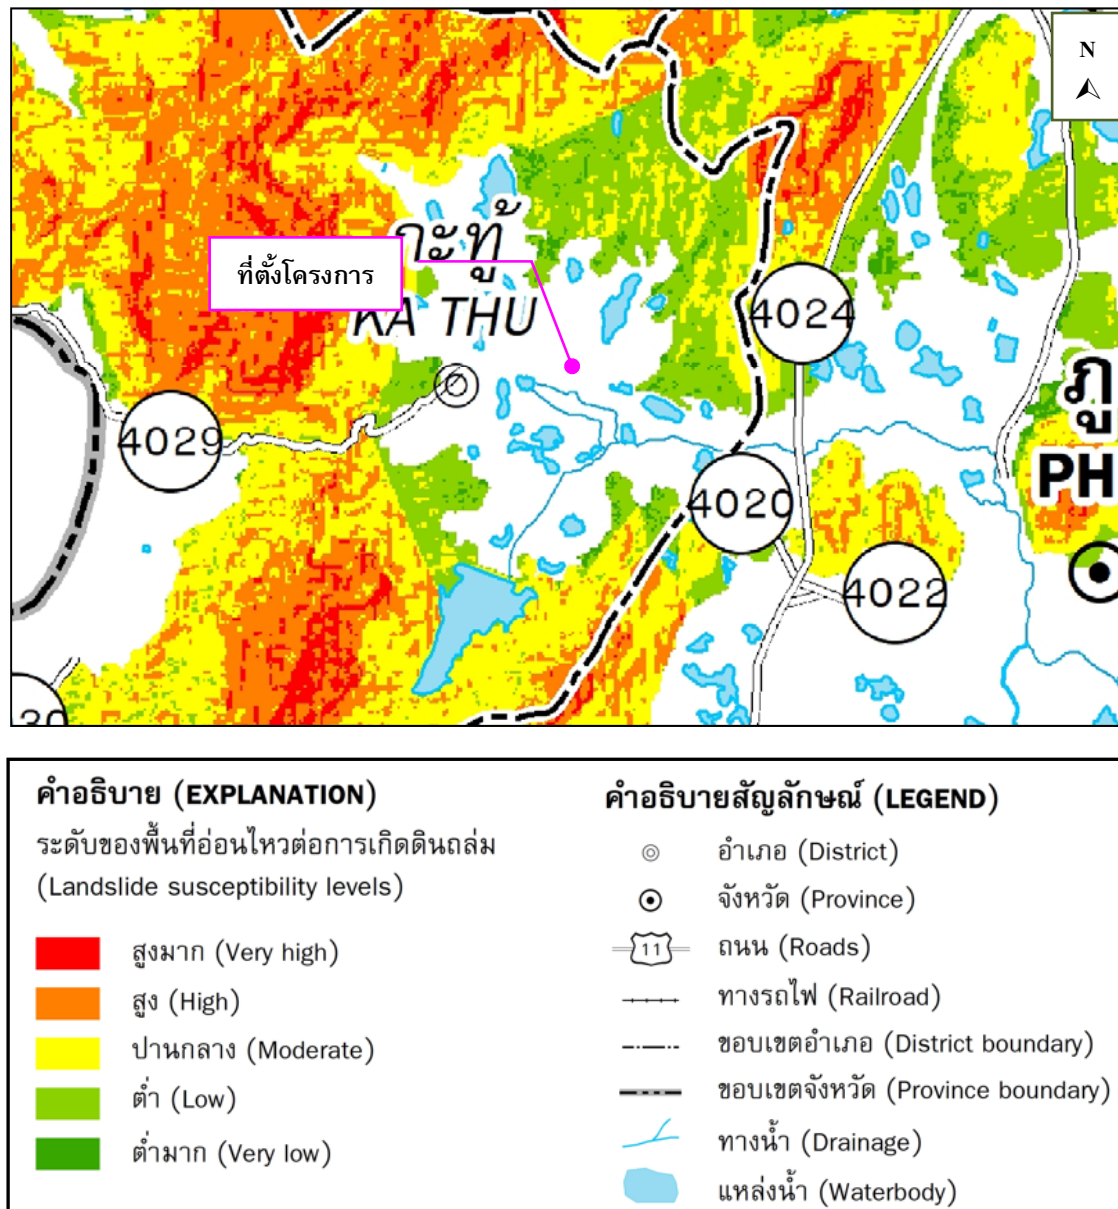 N
กะทู้
ที่ตั้งโครงการ
KA THU
4024
4029
ภู
PH
4020
4022
30
คำอธิบาย (EXPLANATION)
ระดับของพื้นที่อ่อนไหวต่อการเกิดดินถล่ม
(Landslide susceptibility levels)
สูงมาก (Very high)
สูง (High)
ปานกลาง (Moderate)
ต่ำ (Low)
ต่ำมาก (Very low)
คำอธิบายสัญลักษณ์ (LEGEND)
อำเภอ (District)
จังหวัด (Province)
11 ถนน (Roads)
ทางรถไฟ (Railroad)
ขอบเขตอำเภอ (District boundary)
ขอบเขตจังหวัด (Province boundary)
ทางน้ำ (Drainage)
แหล่งน้ำ (Waterbody)